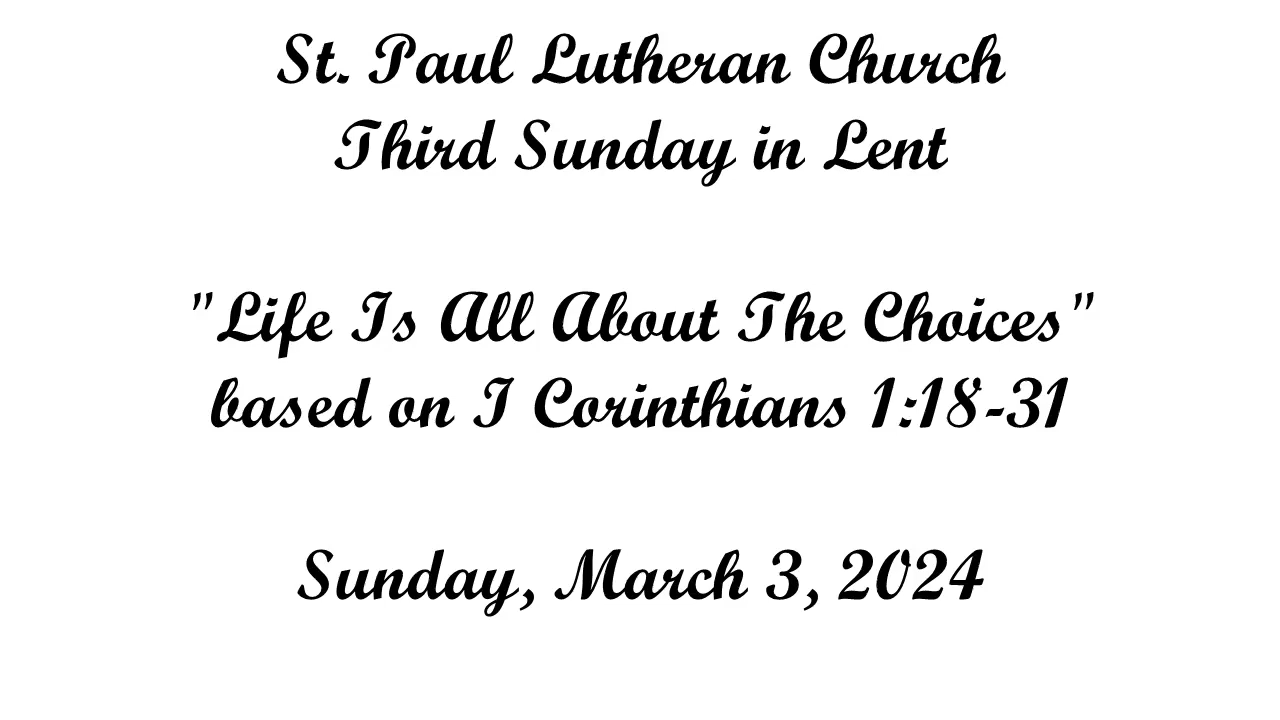 St. Paul Lutheran Church
Third Sunday in Lent
"Life Is All About The Choices"
based on I Corinthians 1:18-31
Sunday, March 3, 2024